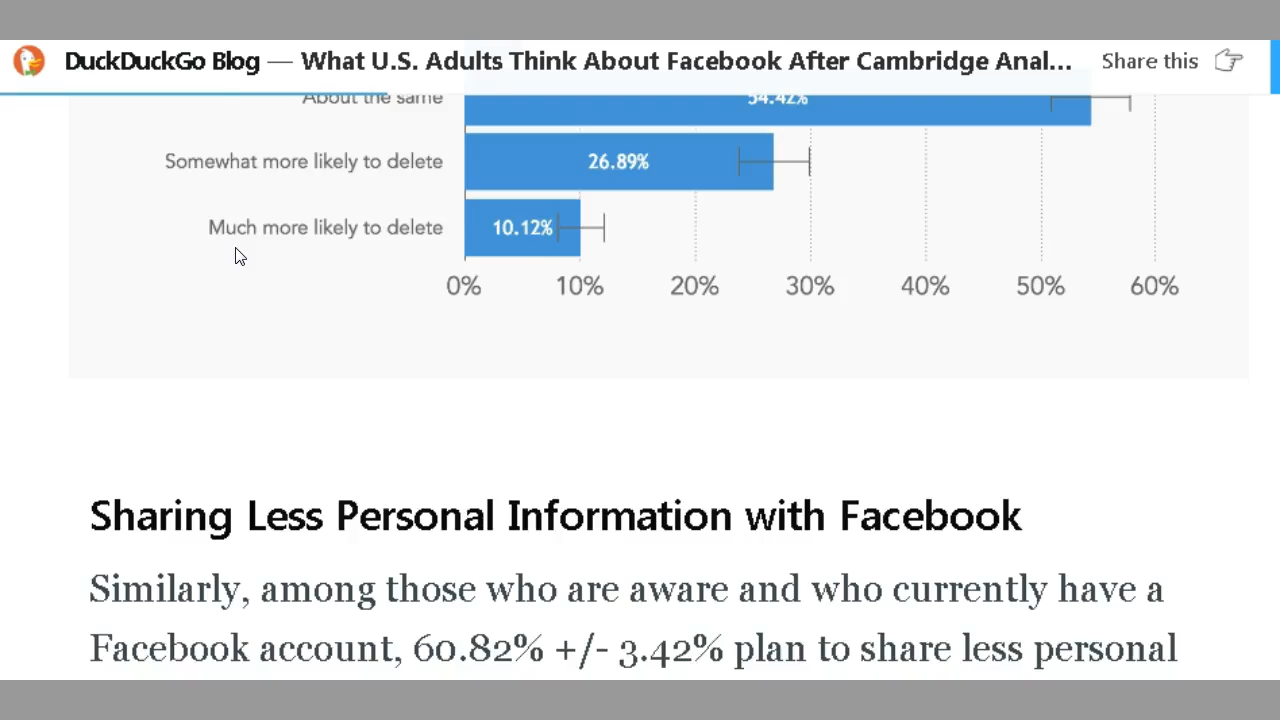 DuckDuckGo Blog — What U.S. Adults Think About Facebook After Cambridge Anal... Share this
About the same 54.42%
Somewhat more likely to delete 26.89%
Much more likely to delete 10.12%
0% 10% 20% 30% 40% 50% 60%
Sharing Less Personal Information with Facebook
Similarly, among those who are aware and who currently have a
Facebook account, 60.82% +/- 3.42% plan to share less personal